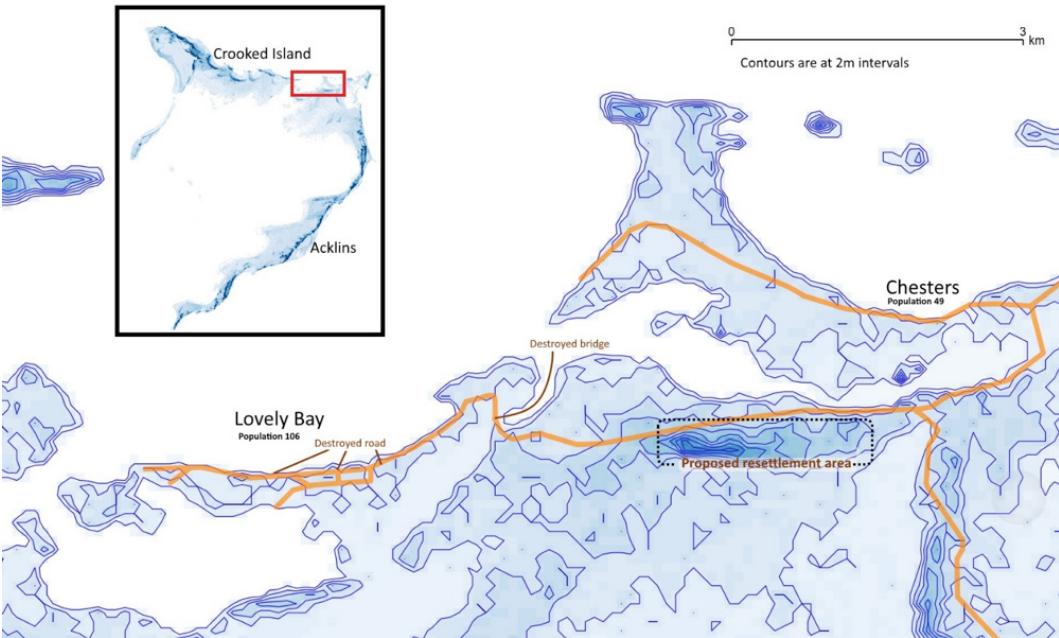 Crooked Island
Acklins
0
3
km
Contours are at 2m intervals
Chesters
Population 49
Destroyed bridge
Lovely Bay
Population 106
Destroyed road
Proposed resettlement area